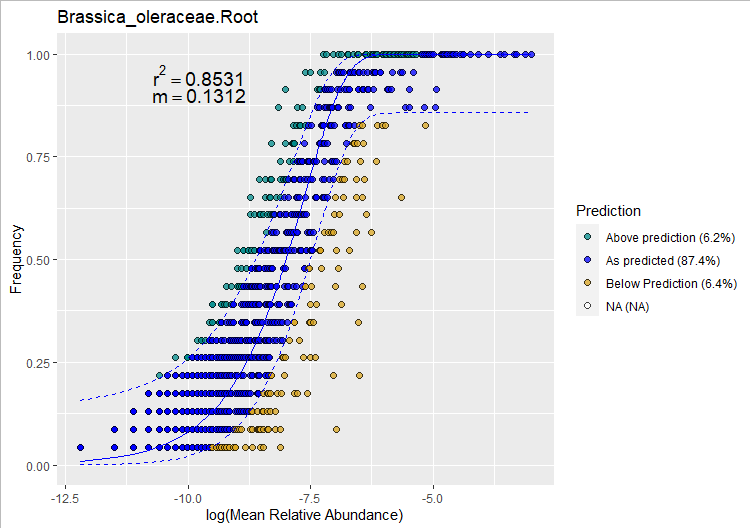 Brassica_oleraceae.Root
r² = 0.8531
m = 0.1312
1.00
0.75
0.50
0.25
0.00
Frequency
-12.5 -10.0 -7.5 -5.0
log(Mean Relative Abundance)
Prediction
Above prediction (6.2%)
As predicted (87.4%)
Below Prediction (6.4%)
NA (NA)